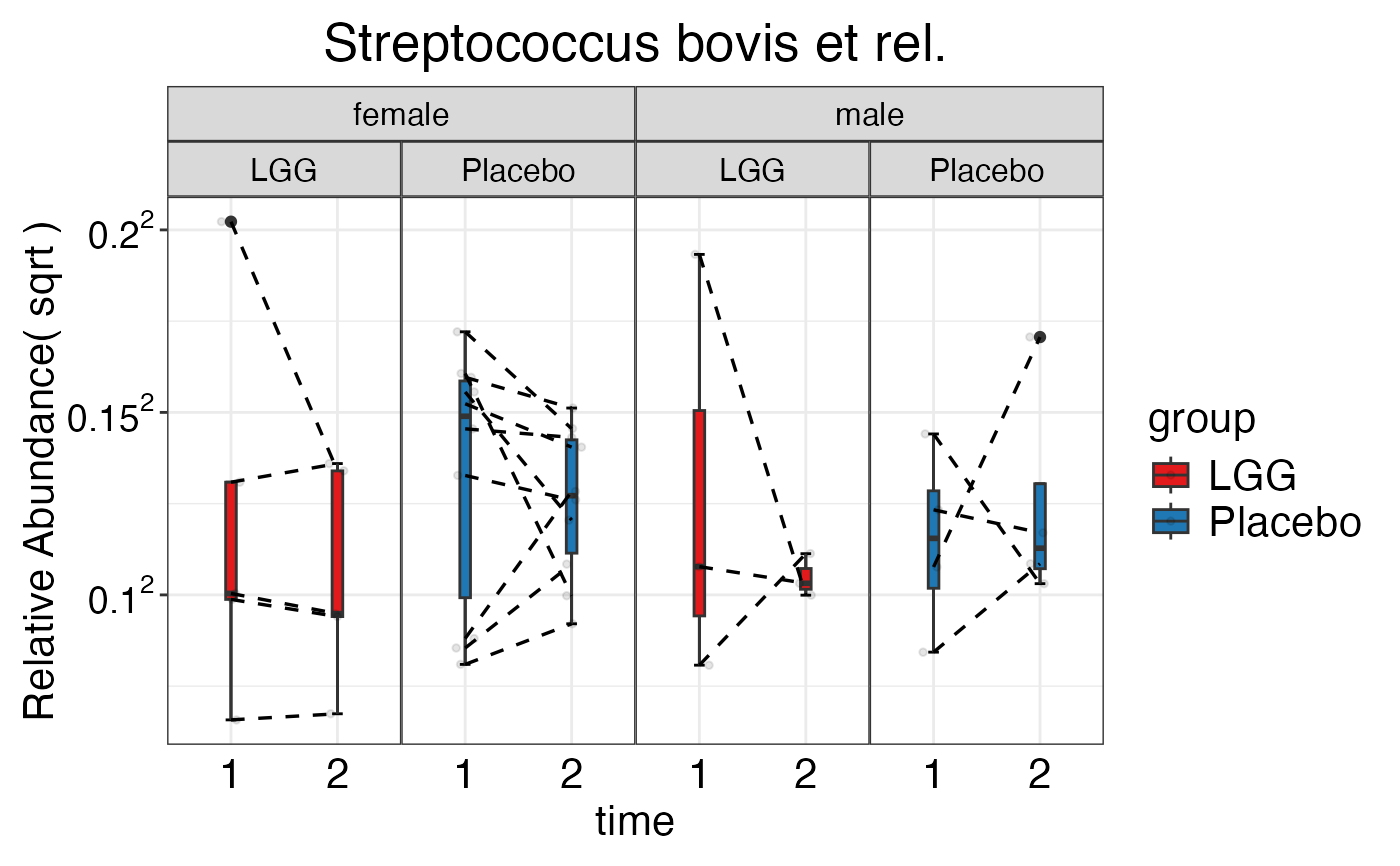 Streptococcus bovis et rel.
female male
LGG Placebo LGG Placebo
Relative Abundance( sqrt )
0.2²
0.15²
0.1²
1 2 1 2 1 2 1 2
time
group
LGG
Placebo